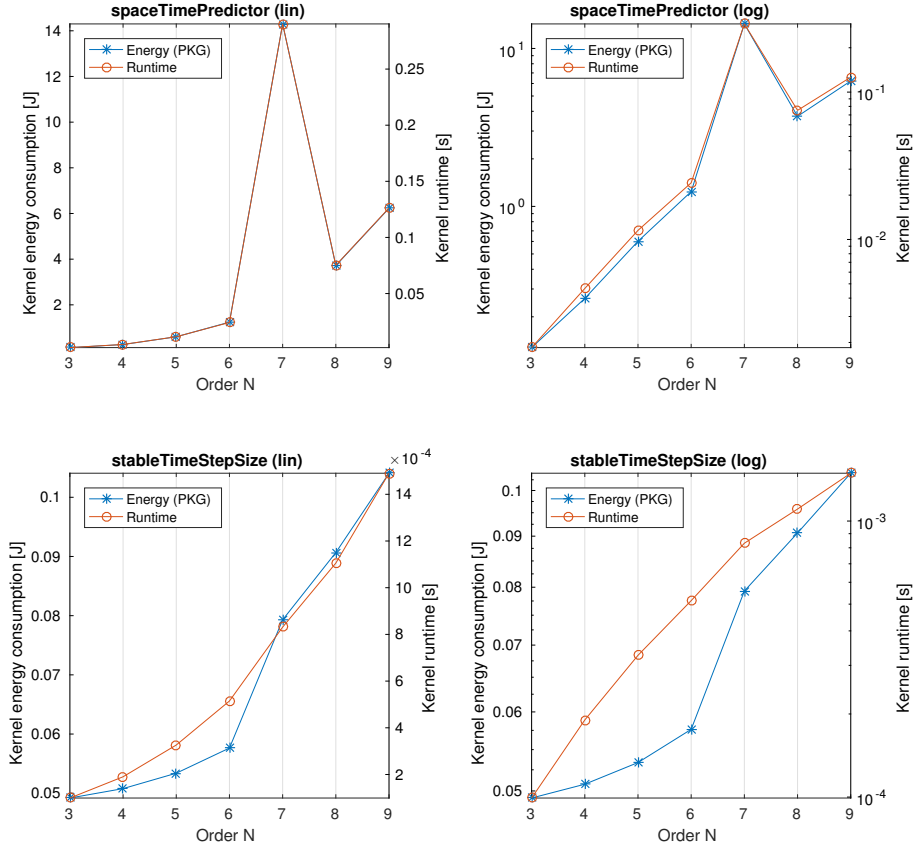 spaceTimePredictor (lin)
Energy (PKG)
Runtime
Kernel energy consumption [J]
14
12
10
8
6
4
2
Kernel runtime [s]
0.25
0.2
0.15
0.1
0.05
3 4 5 6 7 8 9
Order N
spaceTimePredictor (log)
Energy (PKG)
Runtime
Kernel energy consumption [J]
10^1
10^0
Kernel runtime [s]
10^-1
10^-2
3 4 5 6 7 8 9
Order N
stableTimeStepSize (lin)
×10^-4
Energy (PKG)
Runtime
Kernel energy consumption [J]
0.1
0.09
0.08
0.07
0.06
0.05
Kernel runtime [s]
14
12
10
8
6
4
2
3 4 5 6 7 8 9
Order N
stableTimeStepSize (log)
Energy (PKG)
Runtime
Kernel energy consumption [J]
0.1
0.09
0.08
0.07
0.06
0.05
Kernel runtime [s]
10^-3
10^-4
3 4 5 6 7 8 9
Order N